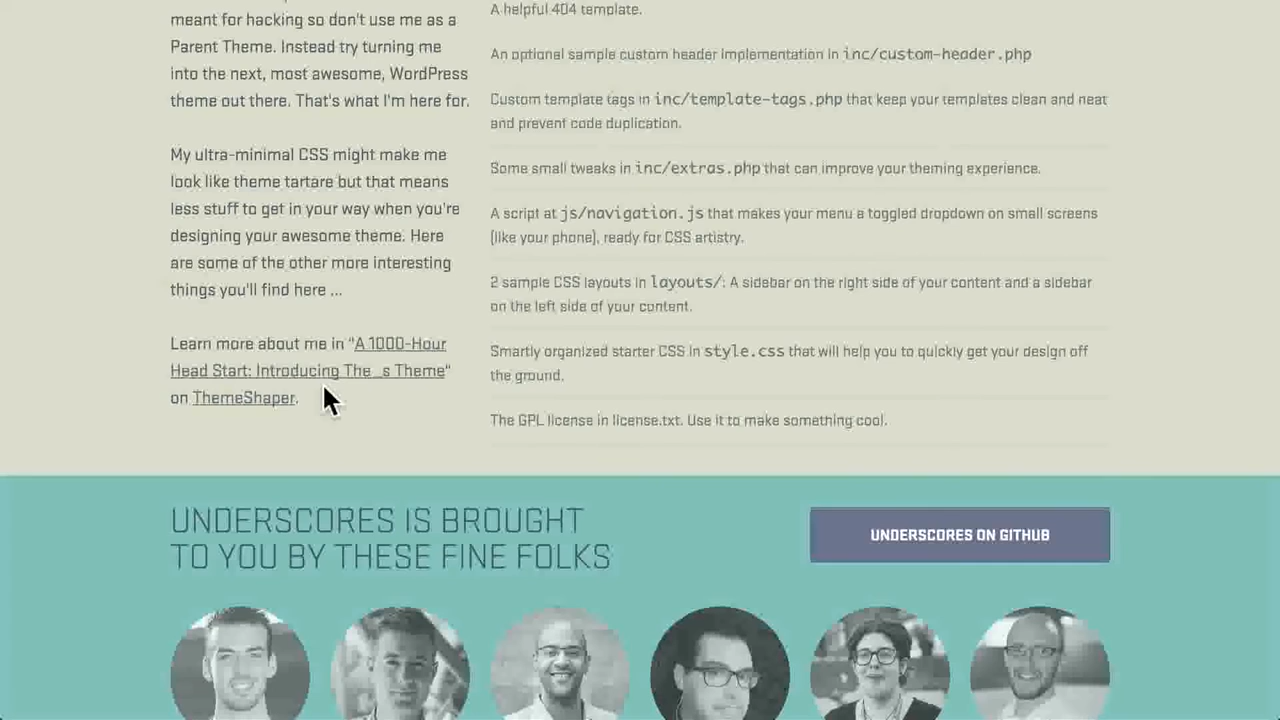 meant for hacking so don't use me as a
Parent Theme. Instead try turning me
into the next, most awesome, WordPress
theme out there. That's what I'm here for.
My ultra-minimal CSS might make me
look like theme tartare but that means
less stuff to get in your way when you're
designing your awesome theme. Here
are some of the other more interesting
things you'll find here ...
Learn more about me in "A 1000-Hour
Head Start: Introducing The _s Theme"
on ThemeShaper.
A helpful 404 template.
An optional sample custom header implementation in inc/custom-header.php
Custom template tags in inc/template-tags.php that keep your templates clean and neat
and prevent code duplication.
Some small tweaks in inc/extras.php that can improve your theming experience.
A script at js/navigation.js that makes your menu a toggled dropdown on small screens
(like your phone), ready for CSS artistry.
2 sample CSS layouts in layouts/: A sidebar on the right side of your content and a sidebar
on the left side of your content.
Smartly organized starter CSS in style.css that will help you to quickly get your design off
the ground.
The GPL license in license.txt. Use it to make something cool.
UNDERSCORES IS BROUGHT
TO YOU BY THESE FINE FOLKS
UNDERSCORES ON GITHUB